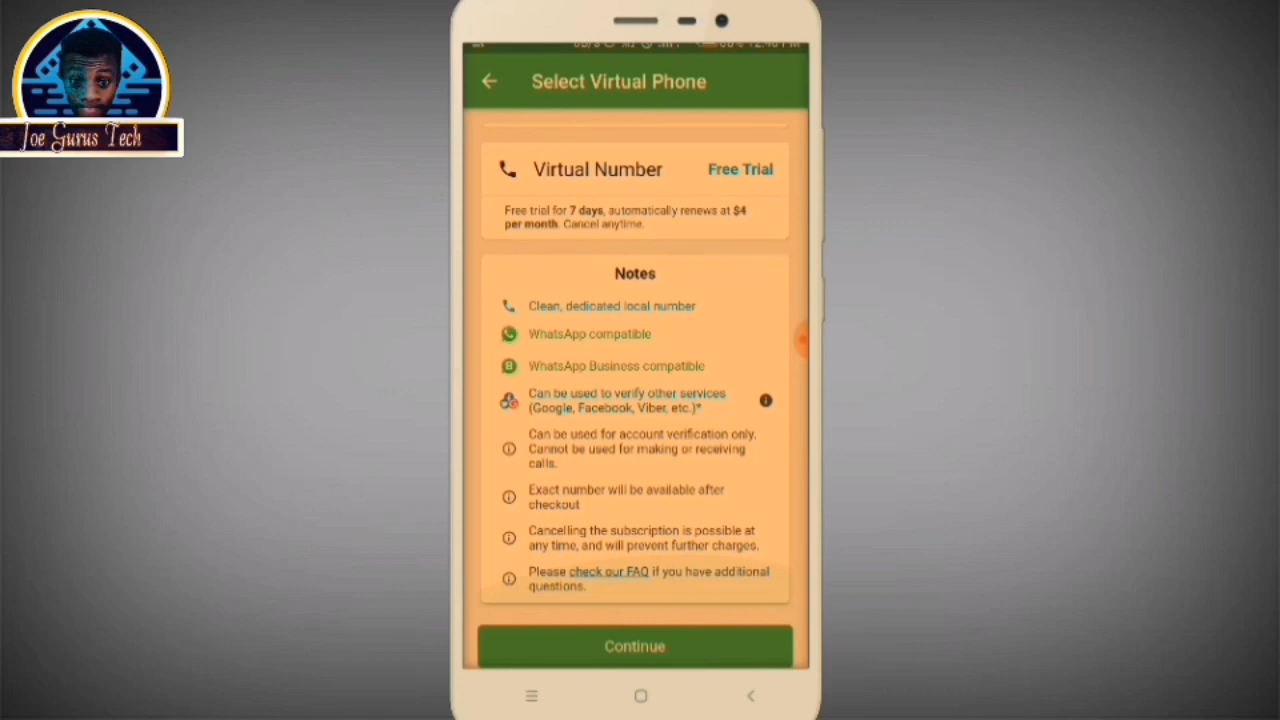 Joe Gurus Tech
Select Virtual Phone
Virtual Number
Free Trial
Free trial for 7 days, automatically renews at $4
per month. Cancel anytime.
Notes
Clean, dedicated local number
WhatsApp compatible
WhatsApp Business compatible
Can be used to verify other services
(Google, Facebook, Viber, etc.)*
Can be used for account verification only.
Cannot be used for making or receiving
calls.
Exact number will be available after
checkout
Cancelling the subscription is possible at
any time, and will prevent further charges.
Please check our FAQ if you have additional
questions.
Continue